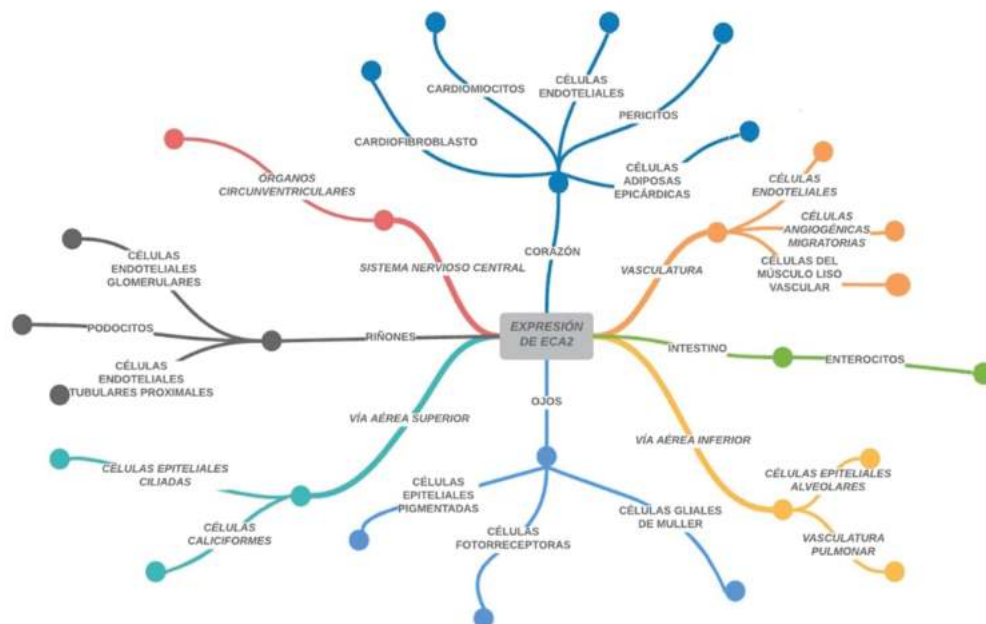 CARDIOMIOCITOS
CÉLULAS
ENDOTELIALES
PERICITOS
CARDIOFIBROBLASTO
CÉLULAS
ADIPOSAS
EPICÁRDICAS
CORAZÓN
ÓRGANOS
CIRCUNVENTRICULARES
SISTEMA NERVIOSO CENTRAL
CÉLULAS
ENDOTELIALES
CÉLULAS
ANGIOGÉNICAS
MIGRATORIAS
CÉLULAS DEL
MÚSCULO LISO
VASCULAR
VASCULATURA
CÉLULAS
ENDOTELIALES
GLOMERULARES
PODOCITOS
CÉLULAS
ENDOTELIALES
TUBULARES PROXIMALES
RIÑONES
EXPRESIÓN
DE ECA2
INTESTINO
ENTEROCITOS
VÍA AÉREA SUPERIOR
CÉLULAS EPITELIALES
CILIADAS
CÉLULAS
CALICIFORMES
OJOS
CÉLULAS
EPITELIALES
PIGMENTADAS
CÉLULAS
FOTORRECEPTORAS
CÉLULAS GLIALES
DE MULLER
VÍA AÉREA INFERIOR
CÉLULAS EPITELIALES
ALVEOLARES
VASCULATURA
PULMONAR